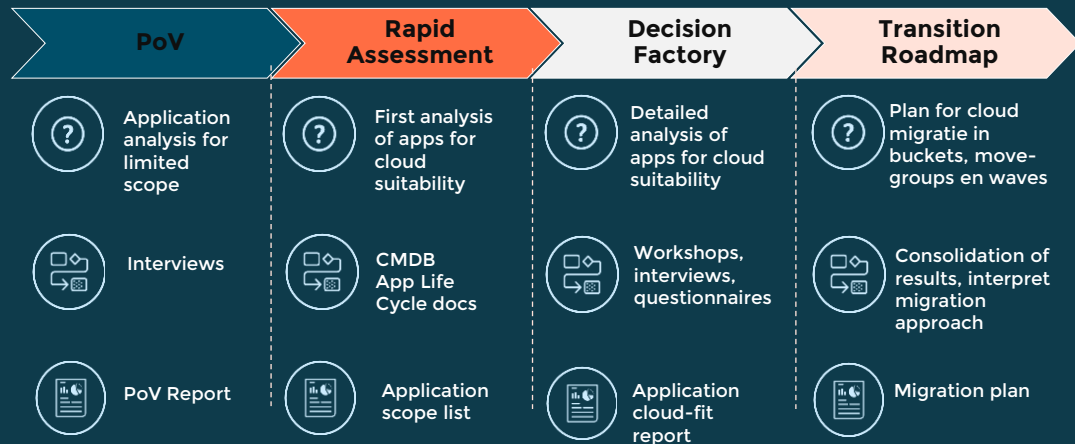 PoV
Rapid
Assessment
Decision
Factory
Transition
Roadmap
?
Application
analysis for
limited
scope
?
First analysis
of apps for
cloud
suitability
?
Detailed
analysis of
apps for cloud
suitability
?
Plan for cloud
migratie in
buckets, move-
groups en waves
Interviews
CMDB
App Life
Cycle docs
Workshops,
interviews,
questionnaires
Consolidation of
results, interpret
migration
approach
PoV Report
Application
scope list
Application
cloud-fit
report
Migration plan